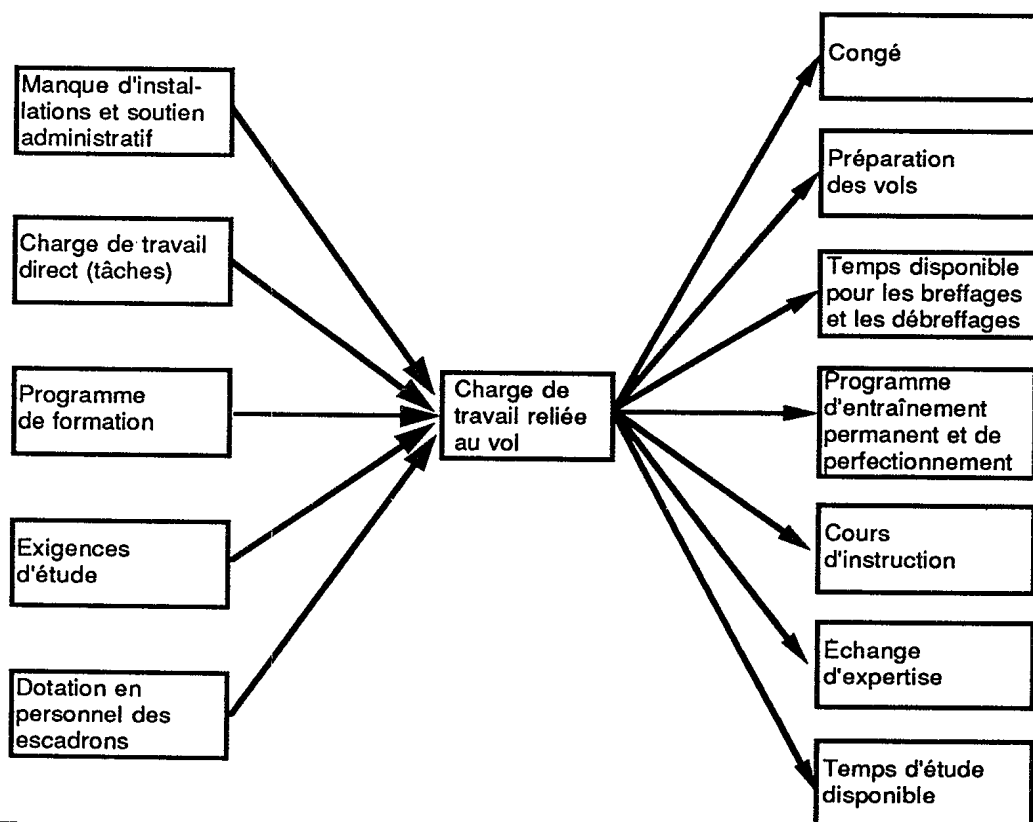 Manque d'instal-
lations et soutien
administratif
Charge de travail
direct (tâches)
Programme
de formation
Exigences
d'étude
Dotation en
personnel des
escadrons
Charge de
travail reliée
au vol
Congé
Préparation
des vols
Temps disponible
pour les breffages
et les débreffages
Programme
d'entraînement
permanent et de
perfectionnement
Cours
d'instruction
Échange
d'expertise
Temps d'étude
disponible